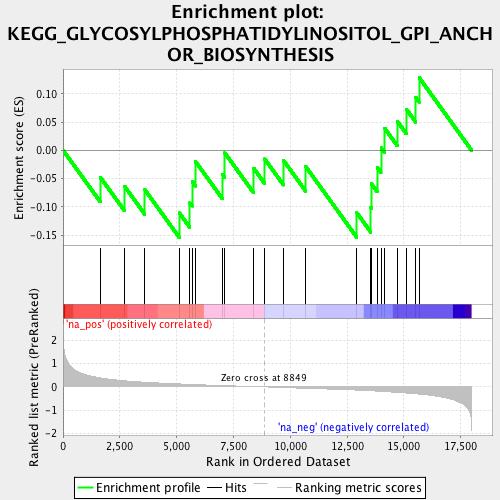 Enrichment plot:
KEGG_GLYCOSYLPHOSPHATIDYLINOSITOL_GPI_ANCH
OR_BIOSYNTHESIS
Enrichment score (ES)
0.10
0.05
0.00
-0.05
-0.10
-0.15
'na_pos' (positively correlated)
Ranked list metric (PreRanked)
2
1
0
-1
-2
Zero cross at 8849
'na_neg' (negatively correlated)
0
2,500
5,000
7,500
10,000
12,500
15,000
17,500
Rank in Ordered Dataset
Enrichment profile
Hits
Ranking metric scores